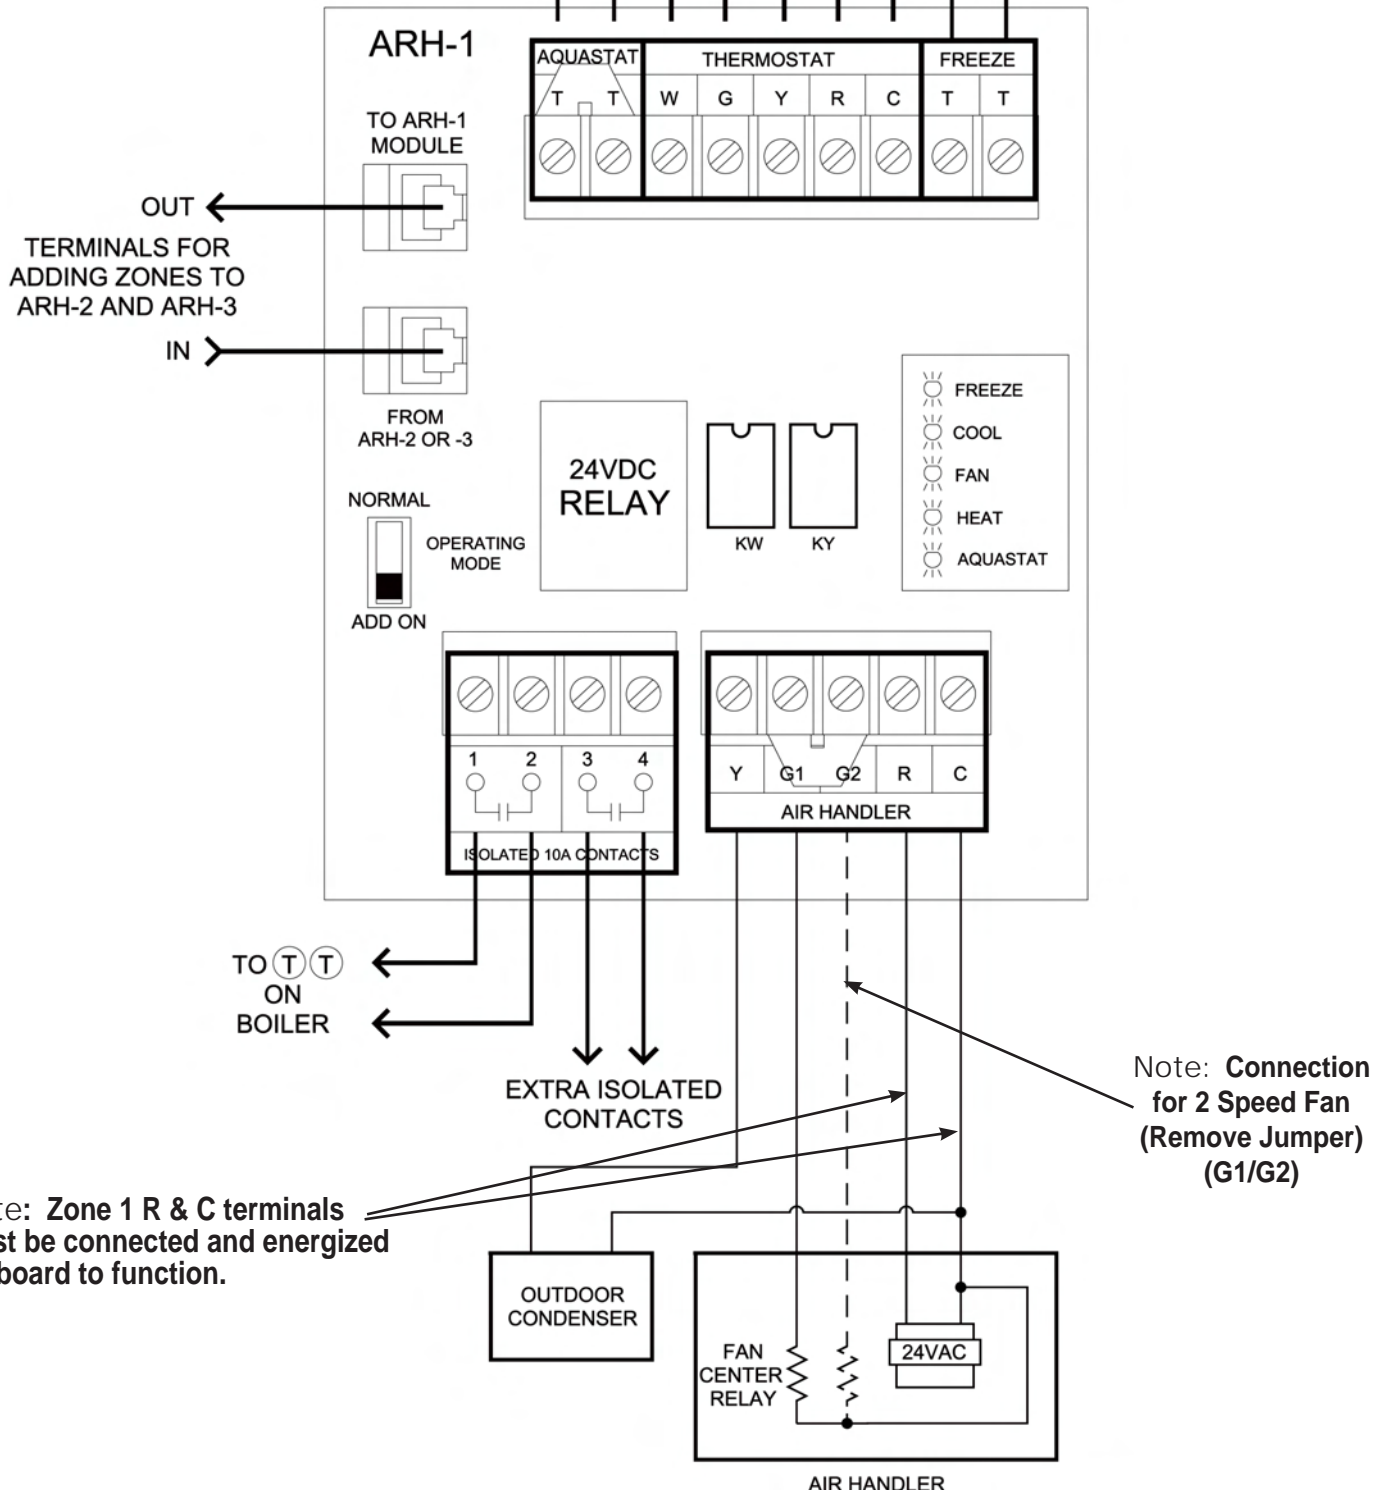 ARH-1
AQUASTAT THERMOSTAT FREEZE
T T W G Y R C T T
TO ARH-1
MODULE
OUT
TERMINALS FOR
ADDING ZONES TO
ARH-2 AND ARH-3
IN
FROM
ARH-2 OR -3
NORMAL
OPERATING
MODE
ADD ON
24VDC
RELAY
KW KY
FREEZE
COOL
FAN
HEAT
AQUASTAT
1 2 3 4
ISOLATED 10A CONTACTS
Y G1 G2 R C
AIR HANDLER
TO T T
ON
BOILER
EXTRA ISOLATED
CONTACTS
Note: Connection
for 2 Speed Fan
(Remove Jumper)
(G1/G2)
te: Zone 1 R & C terminals
st be connected and energized
board to function.
OUTDOOR
CONDENSER
FAN
CENTER
RELAY
24VAC
AIR HANDLER